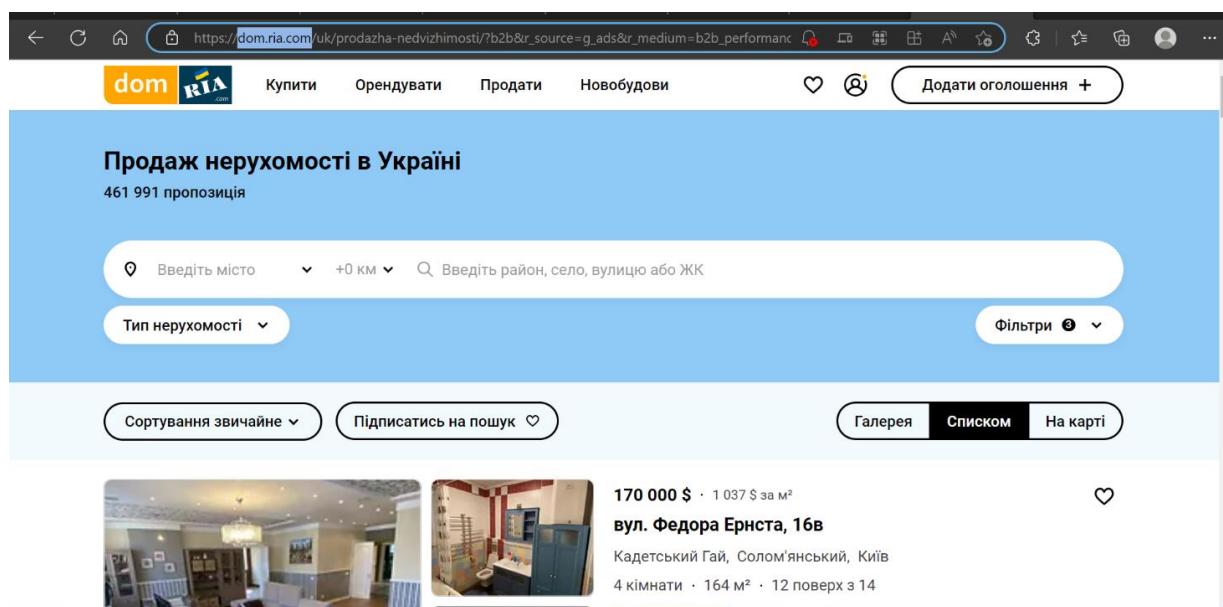 https://dom.ria.com/uk/prodazha-nedvizhimosti/?b2b&r_source=g_ads&r_medium=b2b_performanc
dom RIA .com Купити Орендувати Продати Новобудови Додати оголошення +
Продаж нерухомості в Україні
461 991 пропозиція
Введіть місто +0 км Введіть район, село, вулицю або ЖК
Тип нерухомості Фільтри 3
Сортування звичайне Підписатись на пошук Галерея Списком На карті
170 000 $ · 1 037 $ за м²
вул. Федора Ернста, 16в
Кадетський Гай, Солом'янський, Київ
4 кімнати · 164 м² · 12 поверх з 14